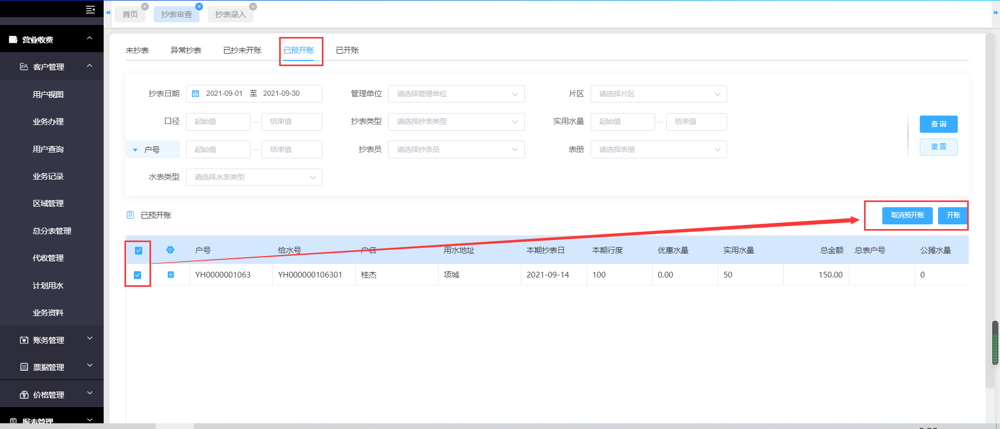 首页
抄表审查
抄表录入
营业收费
客户管理
用户视图
业务办理
用户查询
业务记录
区域管理
总分表管理
代收管理
计划用水
业务资料
账务管理
票据管理
价格管理
报表管理
未抄表
异常抄表
已抄未开账
已预开账
已开账
抄表日期 2021-09-01 至 2021-09-30
管理单位 请选择管理单位
片区 请选择片区
口径 起始值 — 结束值
抄表类型 请选择抄表类型
实用水量 起始值 — 结束值
户号 起始值 — 结束值
抄表员 请选择抄表员
表册 请选择表册
水表类型 请选择水表类型
查询
重置
已预开账
取消预开账
开账
户号 给水号 户名 用水地址 本期抄表日 本期行度 优惠水量 实用水量 总金额 总表户号 公摊水量
YH0000001063 YH000000106301 桂杰 项城 2021-09-14 100 0.00 50 150.00 0